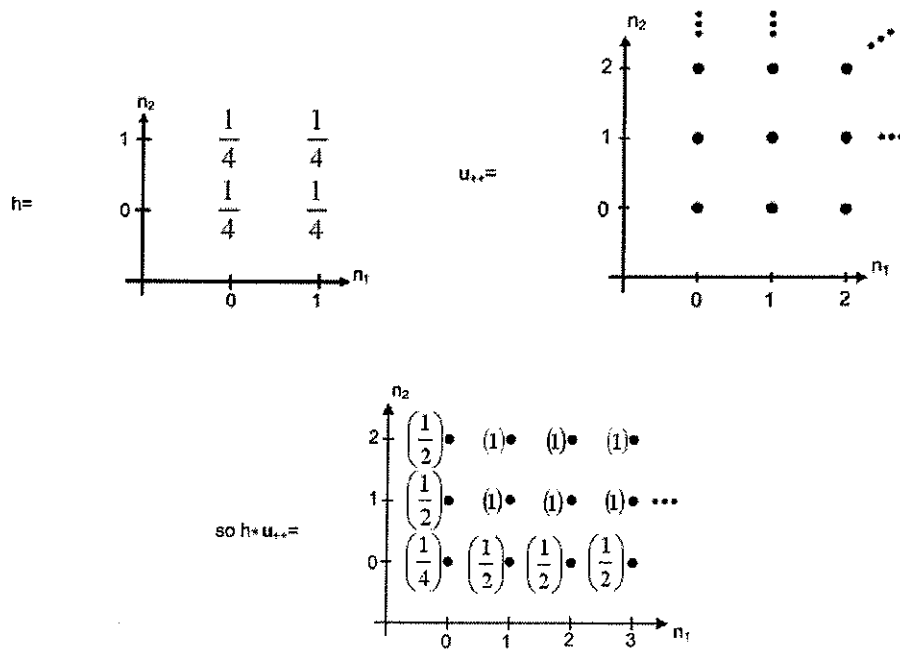 h=
n₂
1
1/4 1/4
0
1/4 1/4
n₁
0 1
u₊₊=
n₂
2
1
0
n₁
0 1 2
so h*u₊₊=
n₂
2 (1/2) (1) (1) (1)
1 (1/2) (1) (1) (1)
0 (1/4) (1/2) (1/2) (1/2)
0 1 2 3 n₁